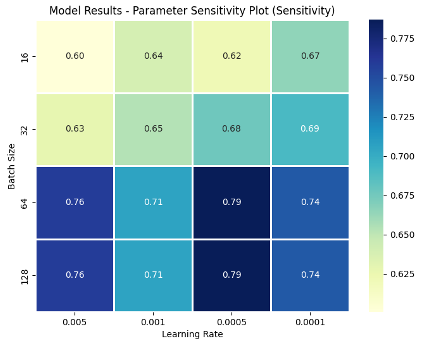 Model Results - Parameter Sensitivity Plot (Sensitivity)
Batch Size
16
0.60 0.64 0.62 0.67
32
0.63 0.65 0.68 0.69
64
0.76 0.71 0.79 0.74
128
0.76 0.71 0.79 0.74
0.005 0.001 0.0005 0.0001
Learning Rate
0.775
0.750
0.725
0.700
0.675
0.650
0.625